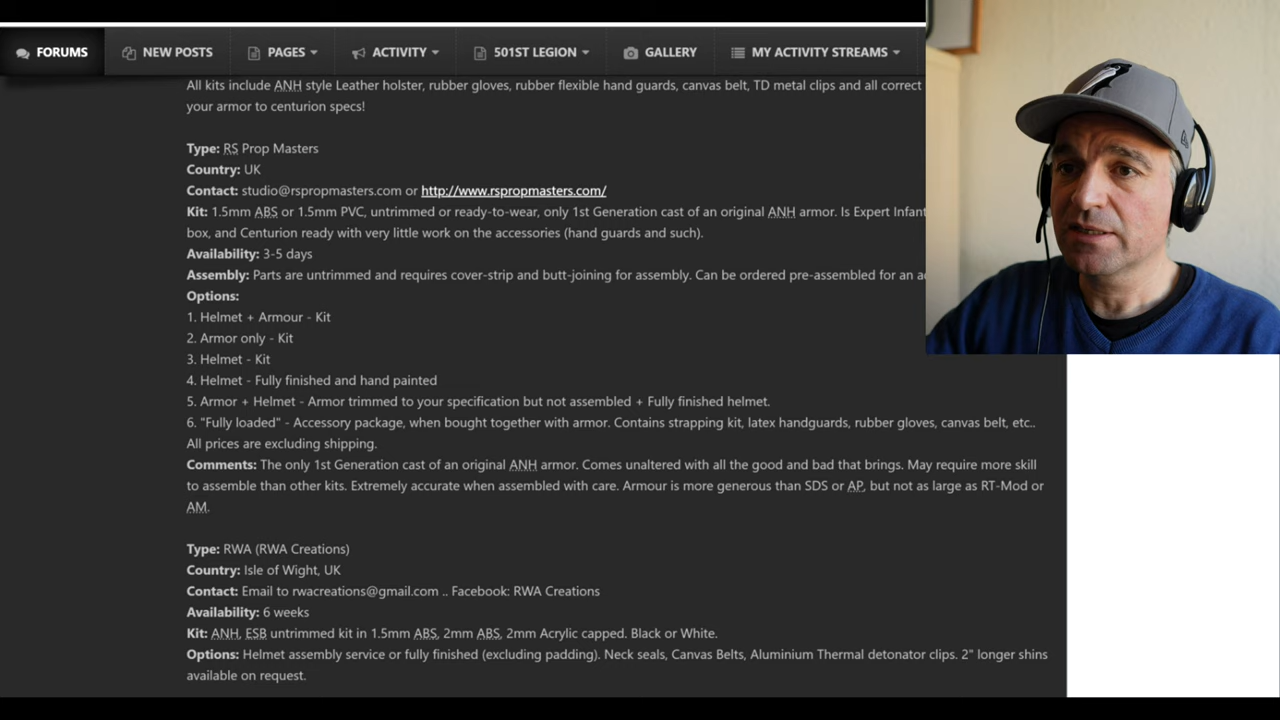 FORUMS NEW POSTS PAGES ACTIVITY 501ST LEGION GALLERY MY ACTIVITY STREAMS
All kits include ANH style Leather holster, rubber gloves, rubber flexible hand guards, canvas belt, TD metal clips and all correct
your armor to centurion specs!
Type: RS Prop Masters
Country: UK
Contact: studio@rspropmasters.com or http://www.rspropmasters.com/
Kit: 1.5mm ABS or 1.5mm PVC, untrimmed or ready-to-wear, only 1st Generation cast of an original ANH armor. Is Expert Infant
box, and Centurion ready with very little work on the accessories (hand guards and such).
Availability: 3-5 days
Assembly: Parts are untrimmed and requires cover-strip and butt-joining for assembly. Can be ordered pre-assembled for an a
Options:
1. Helmet + Armour - Kit
2. Armor only - Kit
3. Helmet - Kit
4. Helmet - Fully finished and hand painted
5. Armor + Helmet - Armor trimmed to your specification but not assembled + Fully finished helmet.
6. "Fully loaded" - Accessory package, when bought together with armor. Contains strapping kit, latex handguards, rubber gloves, canvas belt, etc..
All prices are excluding shipping.
Comments: The only 1st Generation cast of an original ANH armor. Comes unaltered with all the good and bad that brings. May require more skill
to assemble than other kits. Extremely accurate when assembled with care. Armour is more generous than SDS or AP, but not as large as RT-Mod or
AM.
Type: RWA (RWA Creations)
Country: Isle of Wight, UK
Contact: Email to rwacreations@gmail.com .. Facebook: RWA Creations
Availability: 6 weeks
Kit: ANH, ESB untrimmed kit in 1.5mm ABS, 2mm ABS, 2mm Acrylic capped. Black or White.
Options: Helmet assembly service or fully finished (excluding padding). Neck seals, Canvas Belts, Aluminium Thermal detonator clips. 2" longer shins
available on request.